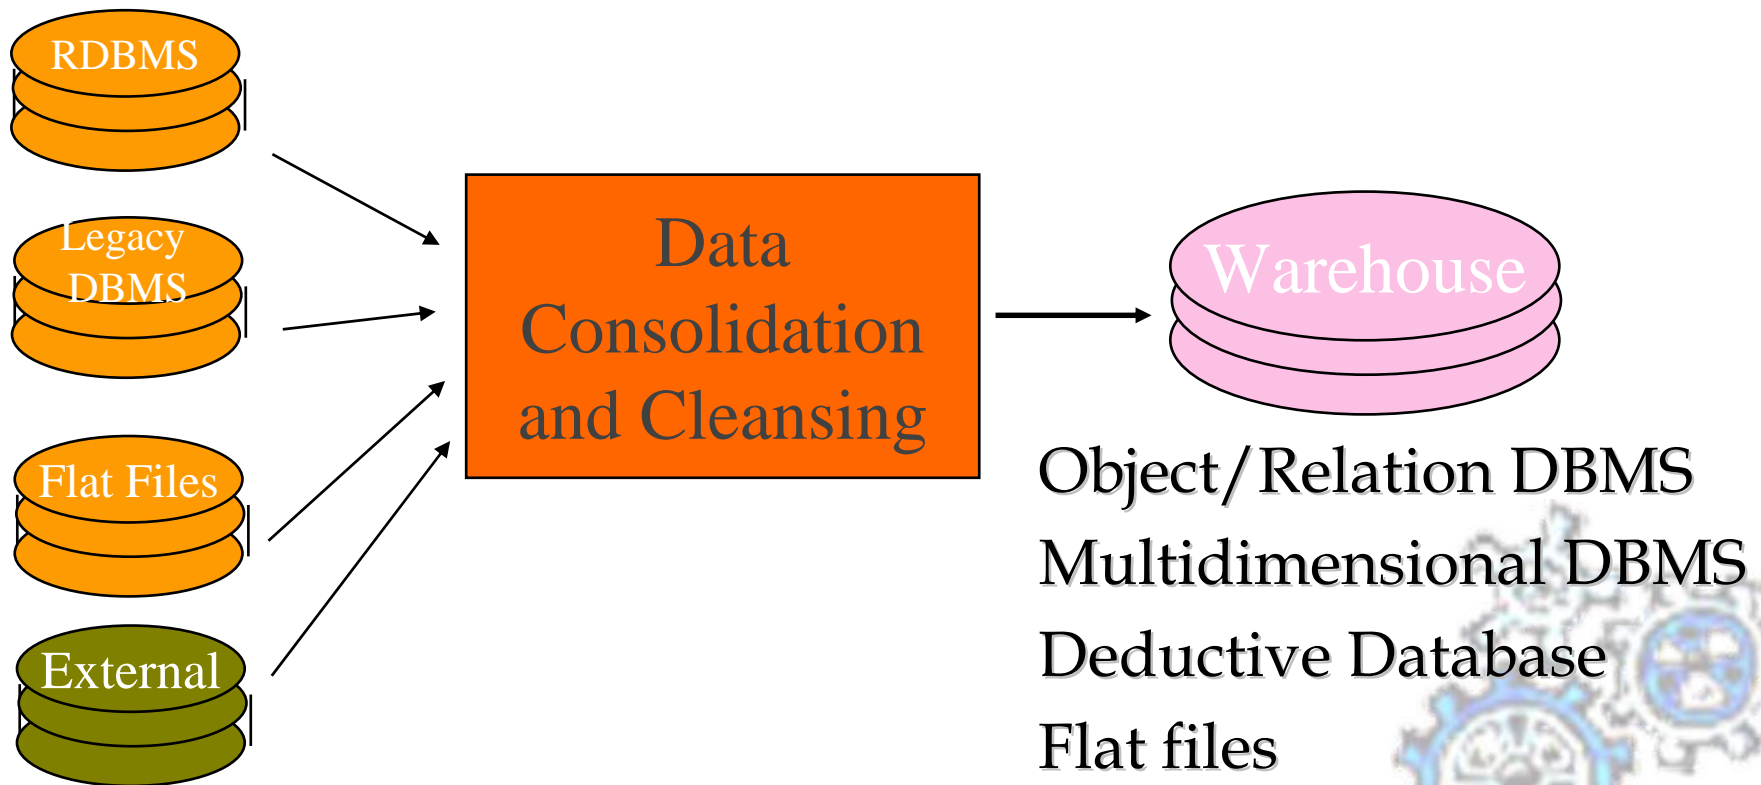 RDBMS
Legacy
DBMS
Flat Files
External
Data
Consolidation
and Cleansing
Warehouse
Object/Relation DBMS
Multidimensional DBMS
Deductive Database
Flat files